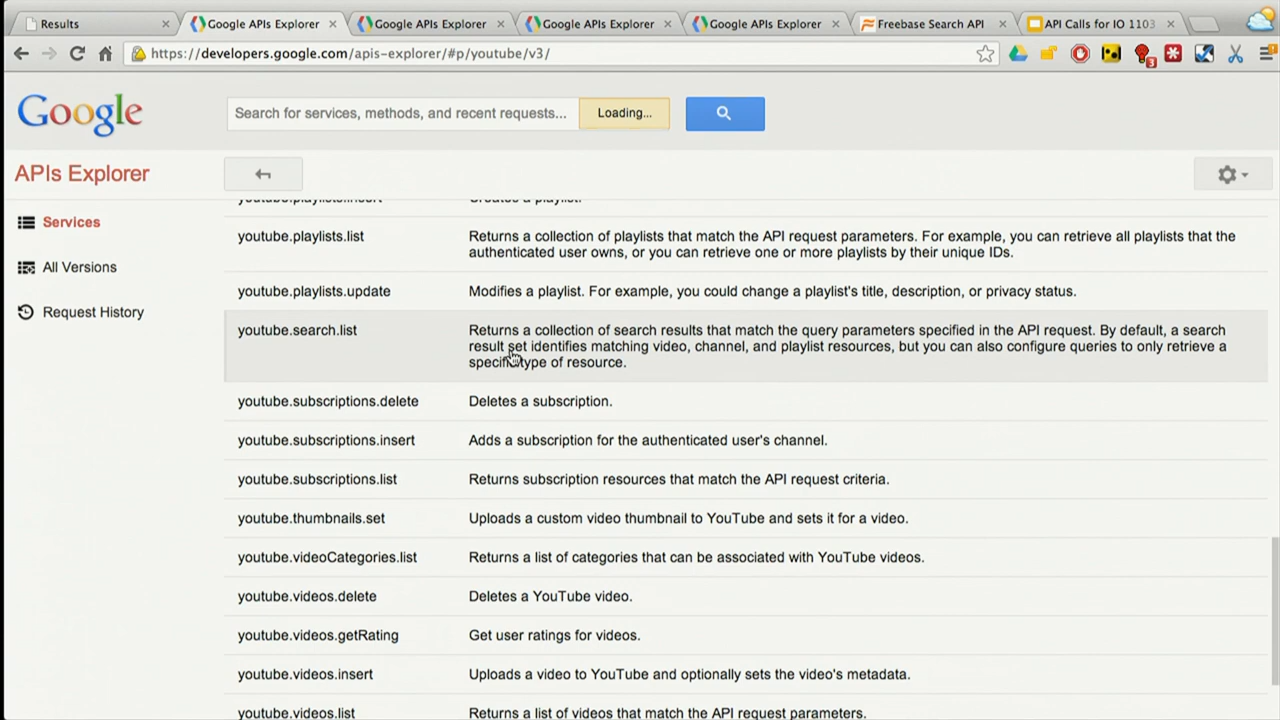 Results
Google APIs Explorer
Google APIs Explorer
Google APIs Explorer
Google APIs Explorer
Freebase Search API
API Calls for IO 1103
https://developers.google.com/apis-explorer/#p/youtube/v3/
3
Google
Search for services, methods, and recent requests...
Loading...
APIs Explorer
Services
All Versions
Request History
youtube.playlists.insert
Creates a playlist.
youtube.playlists.list
Returns a collection of playlists that match the API request parameters. For example, you can retrieve all playlists that the
authenticated user owns, or you can retrieve one or more playlists by their unique IDs.
youtube.playlists.update
Modifies a playlist. For example, you could change a playlist's title, description, or privacy status.
youtube.search.list
Returns a collection of search results that match the query parameters specified in the API request. By default, a search
result set identifies matching video, channel, and playlist resources, but you can also configure queries to only retrieve a
specific type of resource.
youtube.subscriptions.delete
Deletes a subscription.
youtube.subscriptions.insert
Adds a subscription for the authenticated user's channel.
youtube.subscriptions.list
Returns subscription resources that match the API request criteria.
youtube.thumbnails.set
Uploads a custom video thumbnail to YouTube and sets it for a video.
youtube.videoCategories.list
Returns a list of categories that can be associated with YouTube videos.
youtube.videos.delete
Deletes a YouTube video.
youtube.videos.getRating
Get user ratings for videos.
youtube.videos.insert
Uploads a video to YouTube and optionally sets the video's metadata.
youtube.videos.list
Returns a list of videos that match the API request parameters.